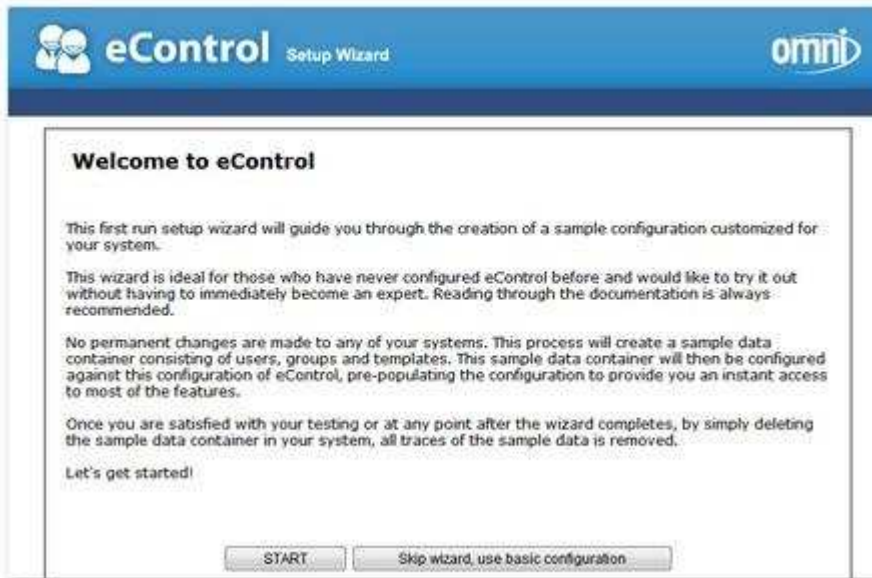 eControl Setup Wizard
omni
Welcome to eControl
This first run setup wizard will guide you through the creation of a sample configuration customized for
your system.
This wizard is ideal for those who have never configured eControl before and would like to try it out
without having to immediately become an expert. Reading through the documentation is always
recommended.
No permanent changes are made to any of your systems. This process will create a sample data
container consisting of users, groups and templates. This sample data container will then be configured
against this configuration of eControl, pre-populating the configuration to provide you an instant access
to most of the features.
Once you are satisfied with your testing or at any point after the wizard completes, by simply deleting
the sample data container in your system, all traces of the sample data is removed.
Let's get started!
START
Skip wizard, use basic configuration